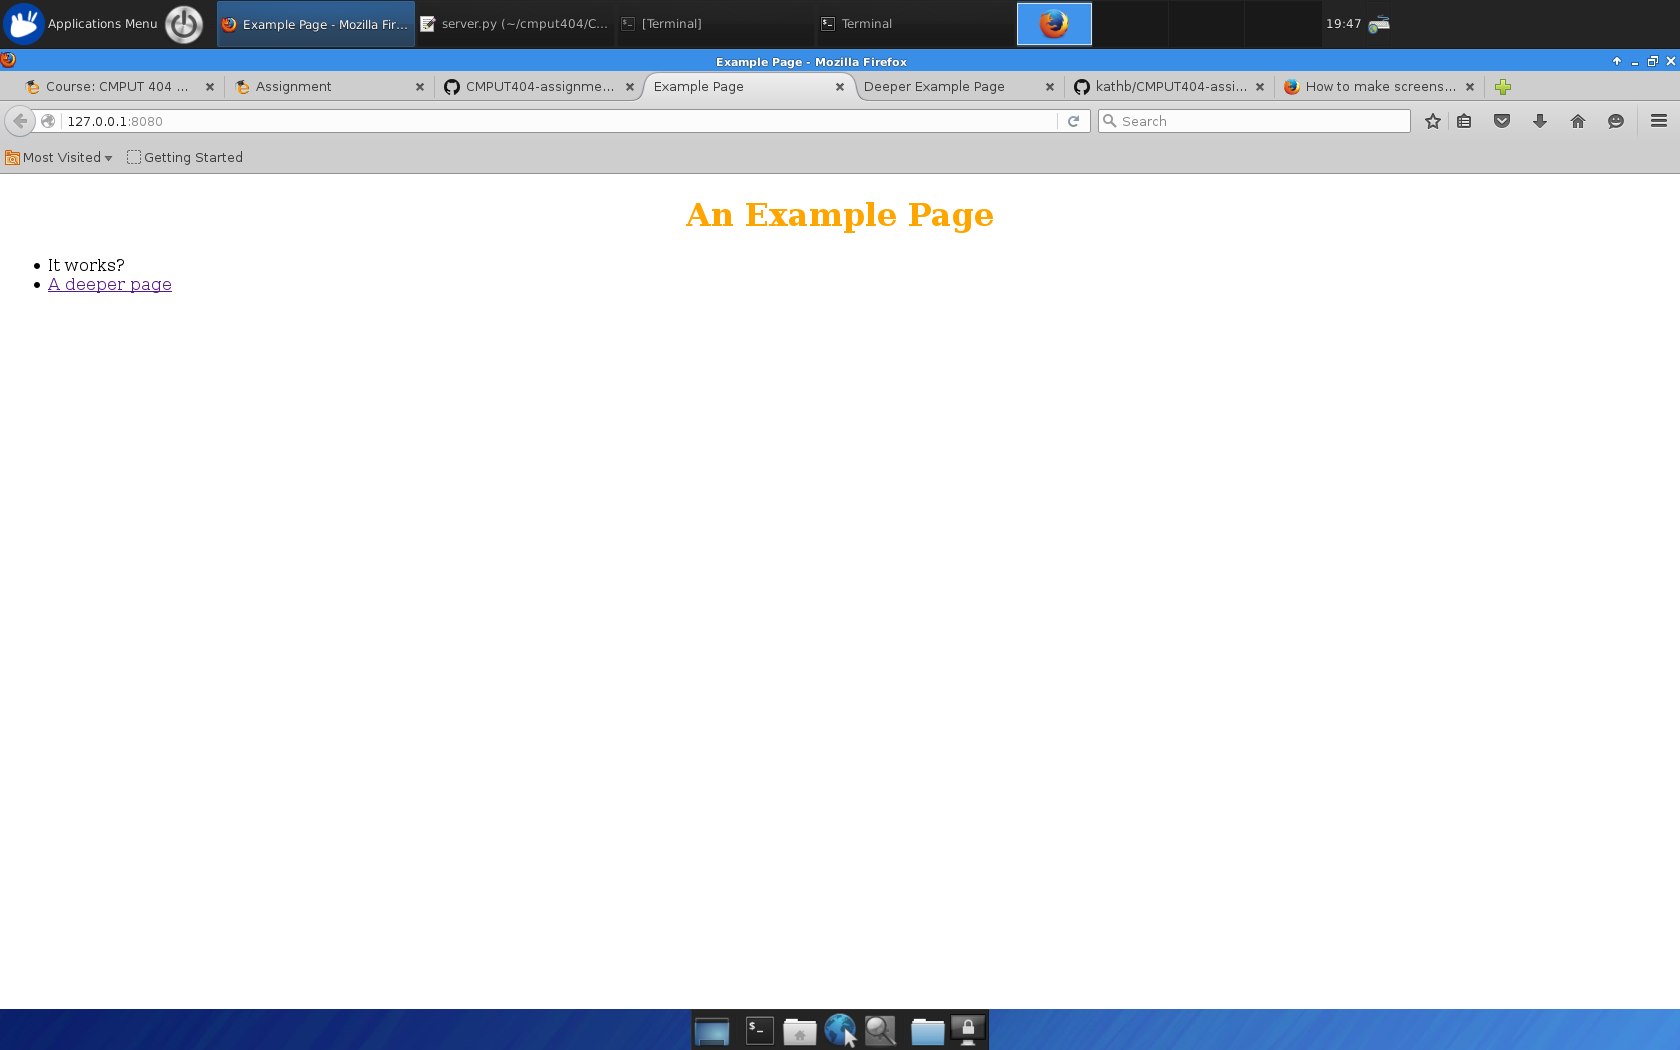 Applications Menu
Example Page - Mozilla Fir...
server.py (~/cmput404/C...
[Terminal]
Terminal
19:47
Example Page - Mozilla Firefox
Course: CMPUT 404 ...
Assignment
CMPUT404-assignme...
Example Page
Deeper Example Page
kathb/CMPUT404-assi...
How to make screens...
127.0.0.1:8080
Search
Most Visited
Getting Started
An Example Page
It works?
A deeper page
$_